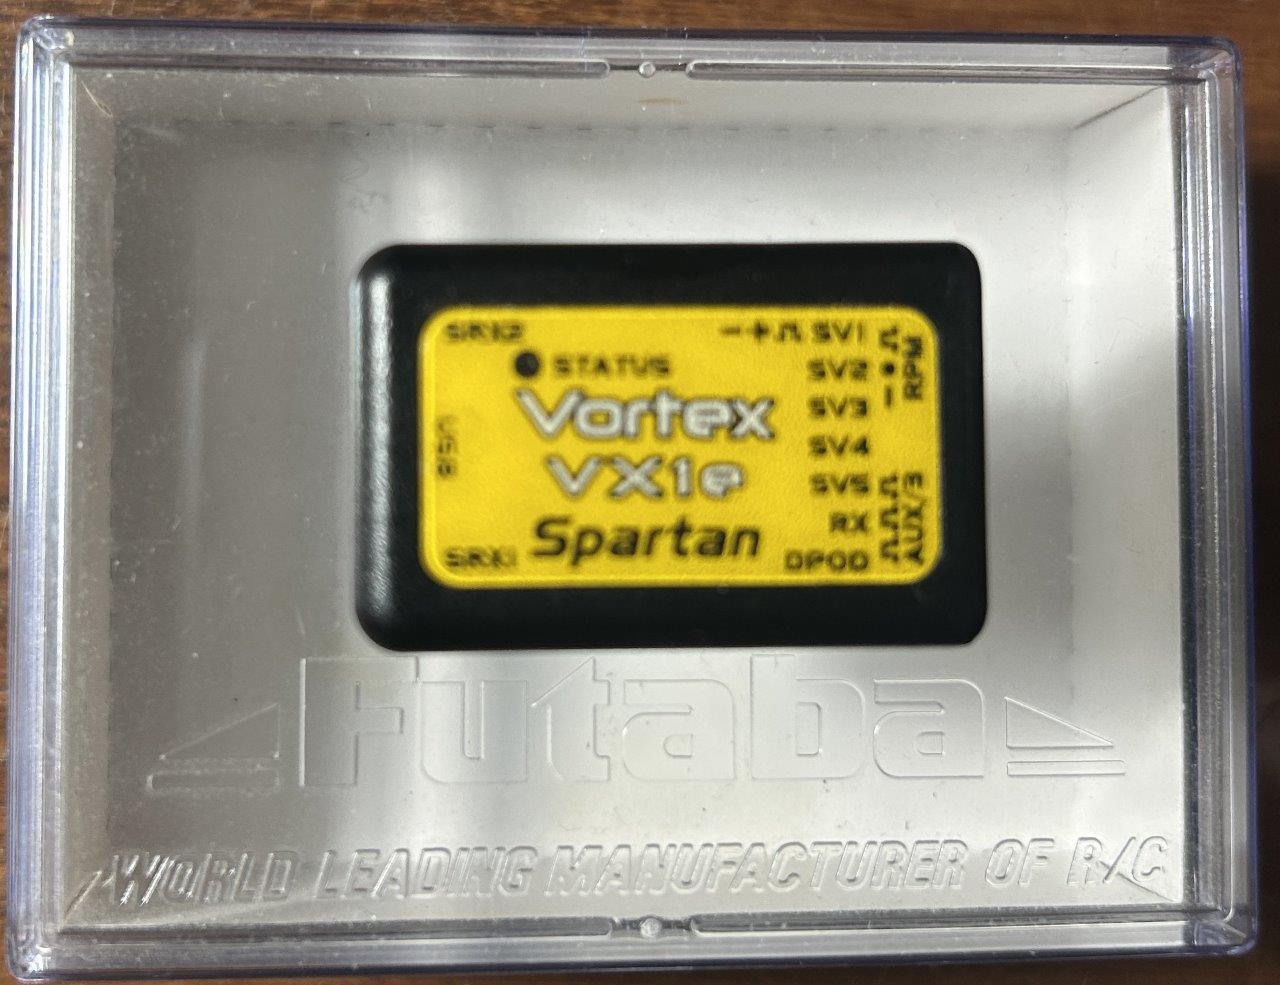 SRX2
−+⎍ SV1
STATUS
SV2
RPM
Vortex
SV3
USB
SV4
VX1e
SV5
AUX/3
RX
Spartan
SRX1
DPOD
Futaba
WORLD LEADING MANUFACTURER OF R/C